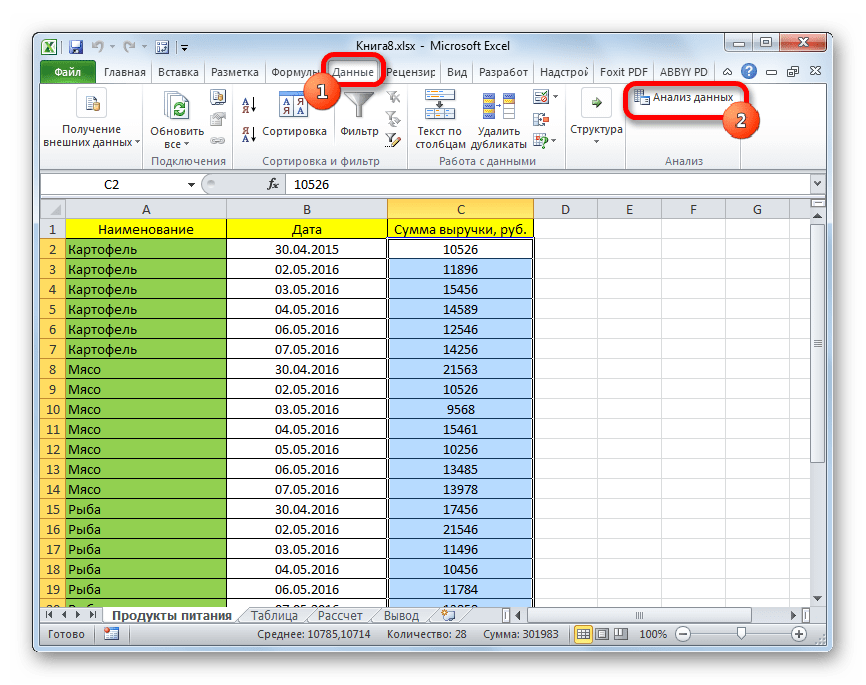 Книга8.xlsx - Microsoft Excel
Файл Главная Вставка Разметка Формулы Данные Рецензир Вид Разработ Надстрой Foxit PDF ABBYY PD
1
2
Получение
внешних данных
Обновить
все
Подключения
Сортировка
Фильтр
Сортировка и фильтр
Текст по
столбцам
Удалить
дубликаты
Работа с данными
Структура
Анализ данных
Анализ
C2 fx 10526
A B C D E F G
1 Наименование Дата Сумма выручки, руб.
2 Картофель 30.04.2015 10526
3 Картофель 02.05.2016 11896
4 Картофель 03.05.2016 15456
5 Картофель 04.05.2016 14589
6 Картофель 06.05.2016 12546
7 Картофель 07.05.2016 14256
8 Мясо 30.04.2016 21563
9 Мясо 02.05.2016 10526
10 Мясо 03.05.2016 9568
11 Мясо 04.05.2016 15461
12 Мясо 05.05.2016 10256
13 Мясо 06.05.2016 13485
14 Мясо 07.05.2016 13978
15 Рыба 30.04.2016 17456
16 Рыба 02.05.2016 21546
17 Рыба 03.05.2016 11496
18 Рыба 04.05.2016 10456
19 Рыба 06.05.2016 11784
Продукты питания Таблица Рассчет Вывод
Готово Среднее: 10785,10714 Количество: 28 Сумма: 301983 100%